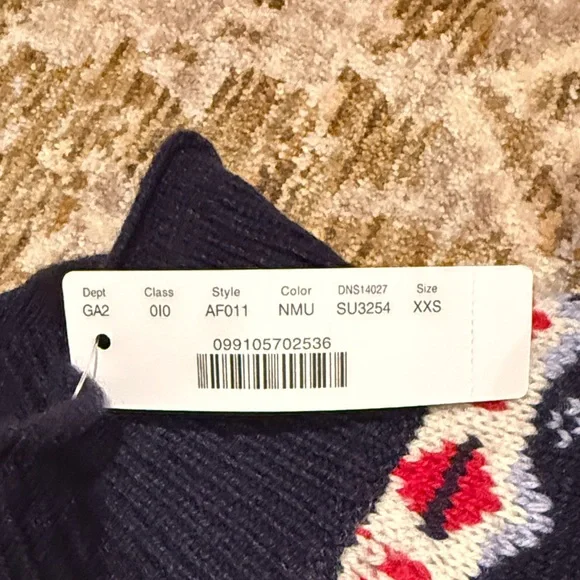 Dept Class Style Color DNS14027 Size
GA2 0I0 AF011 NMU SU3254 XXS
099105702536